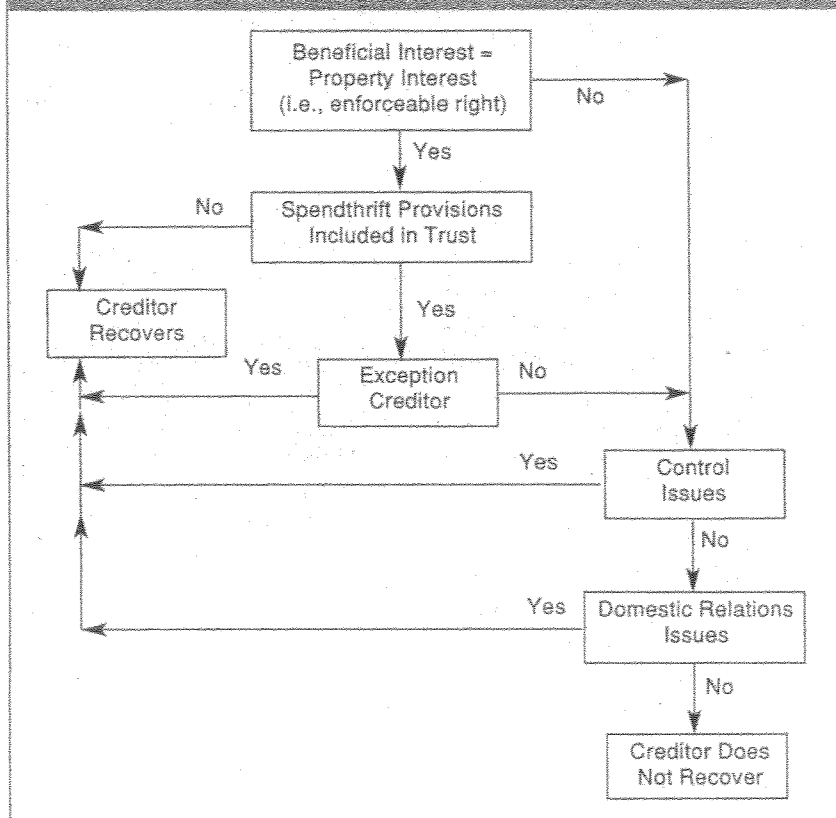 Beneficial Interest =
Property Interest
(i.e., enforceable right)
No
Yes
No
Spendthrift Provisions
Included in Trust
Creditor
Recovers
Yes
Yes
Exception
Creditor
No
Yes
Control
Issues
No
Yes
Domestic Relations
Issues
No
Creditor Does
Not Recover